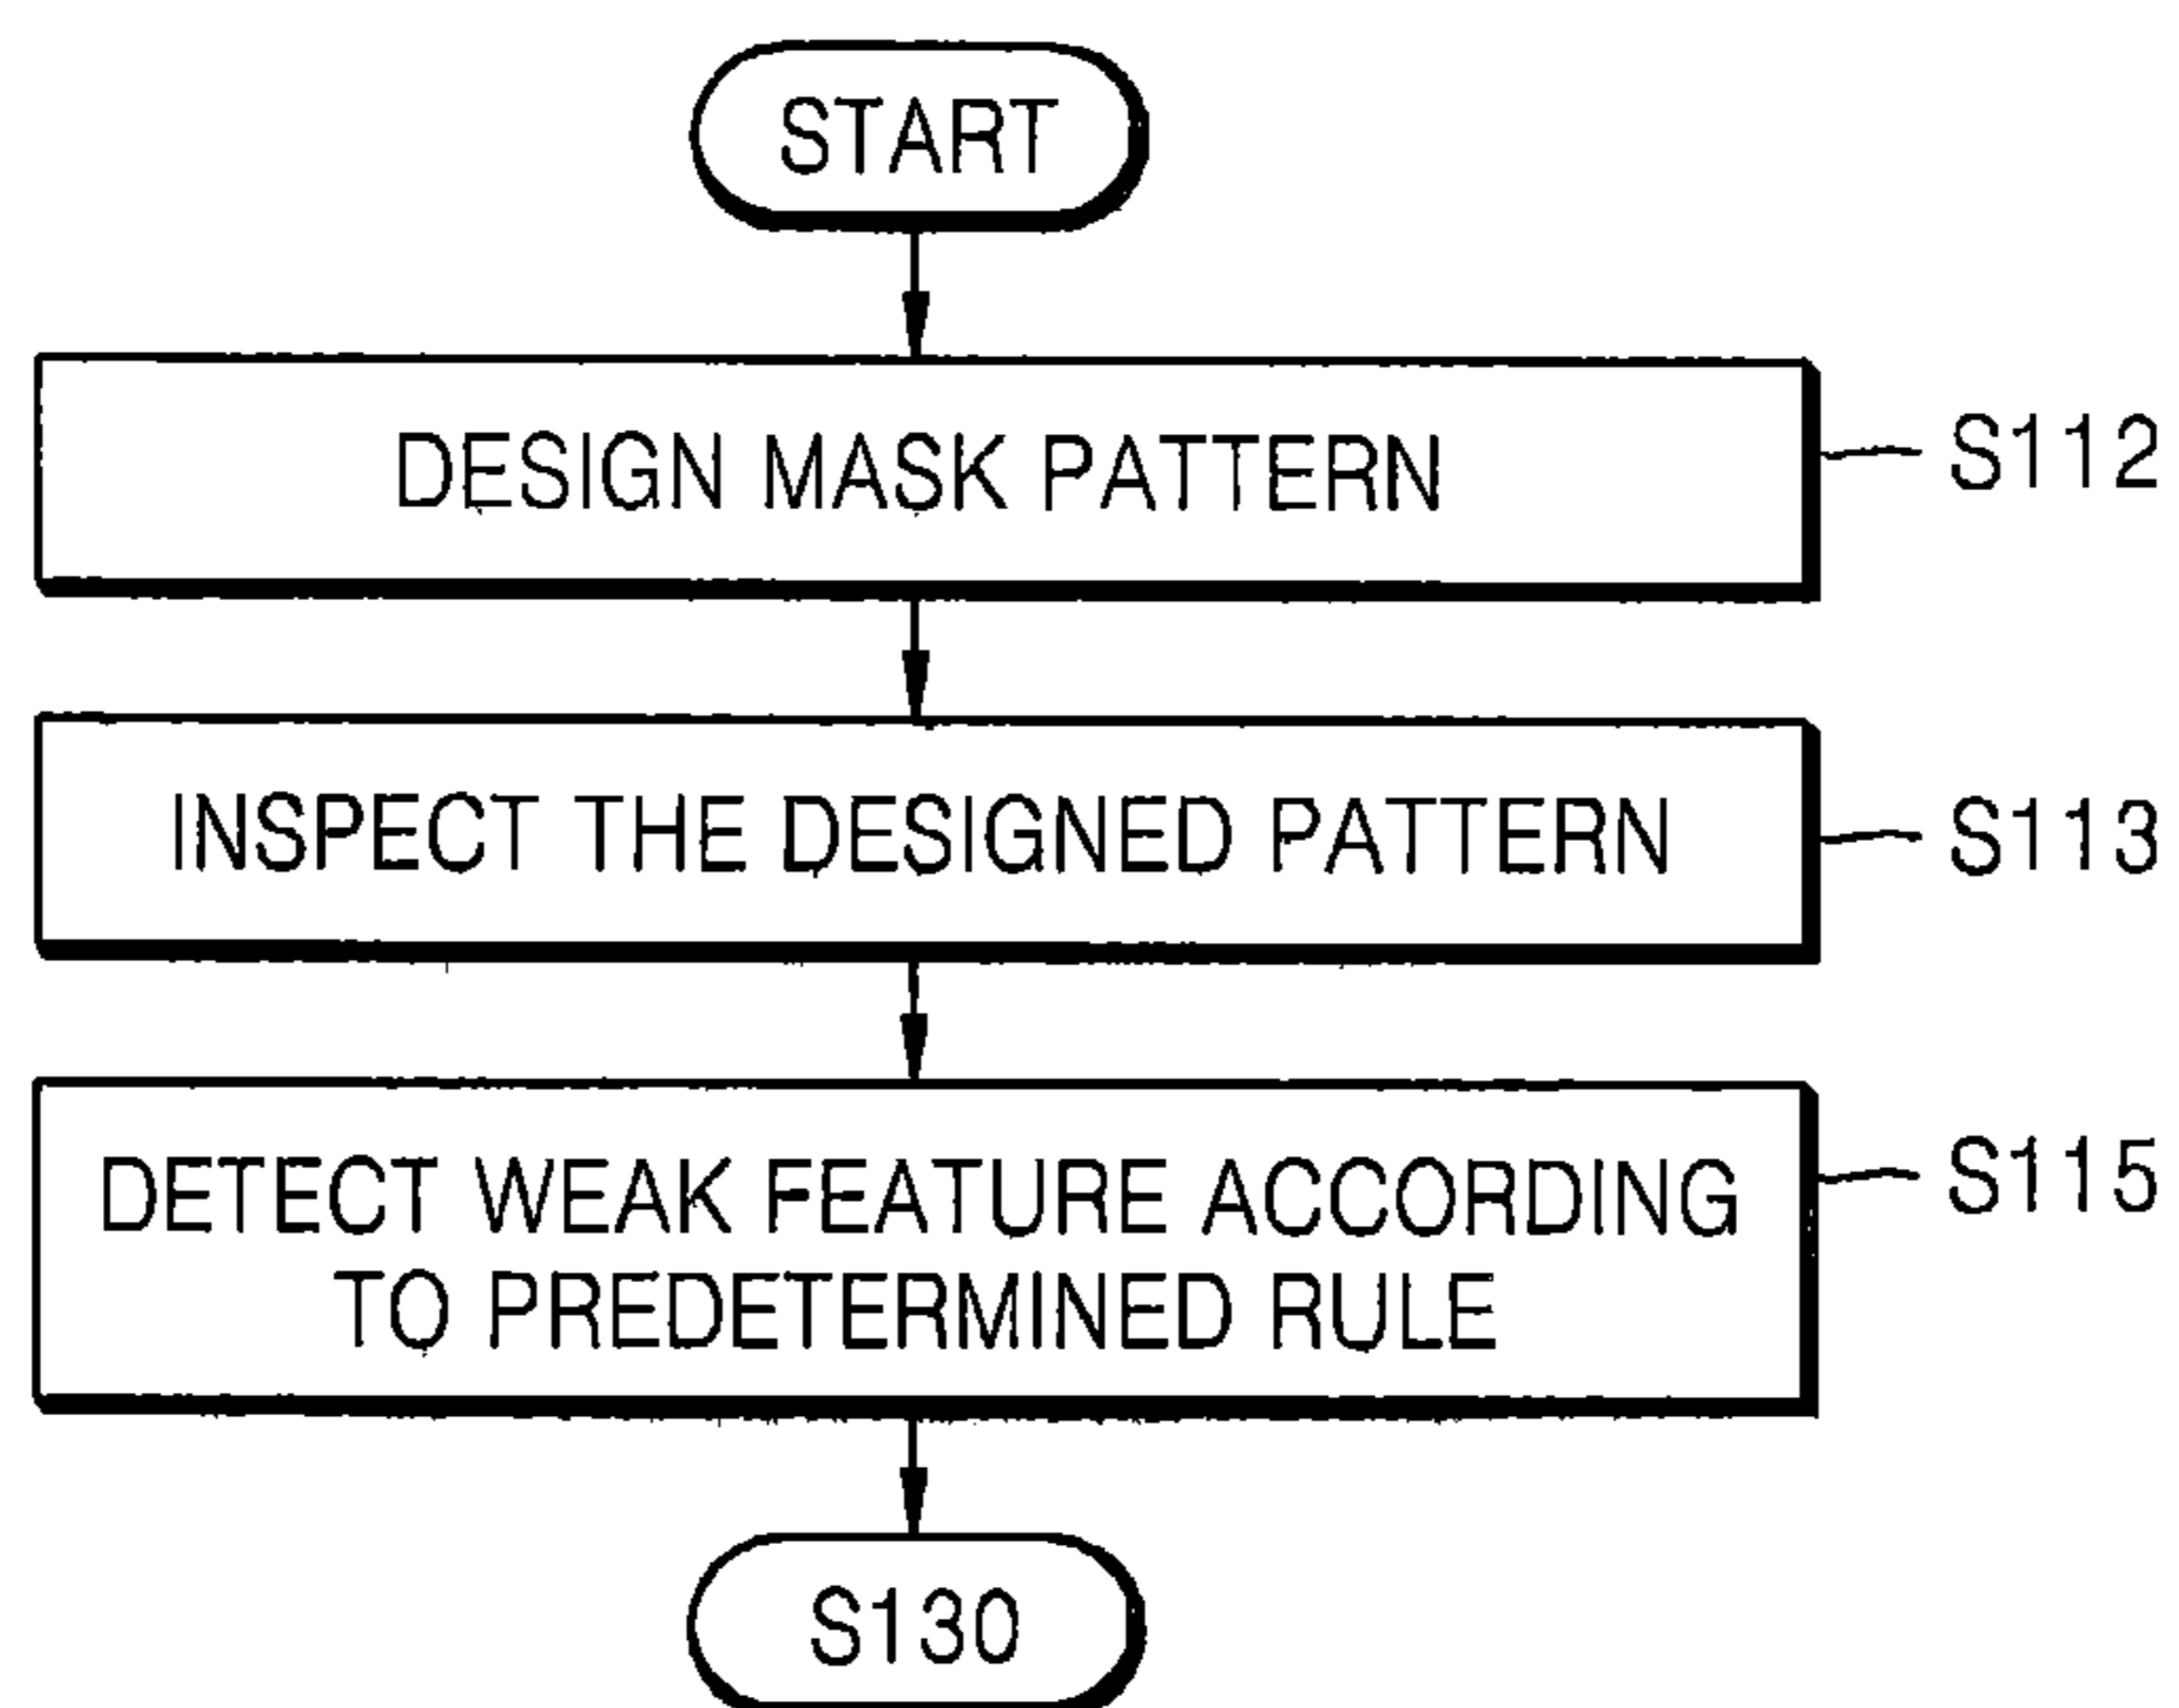 START
DESIGN MASK PATTERN
S112
INSPECT THE DESIGNED PATTERN
S113
DETECT WEAK FEATURE ACCORDING
TO PREDETERMINED RULE
S115
S130